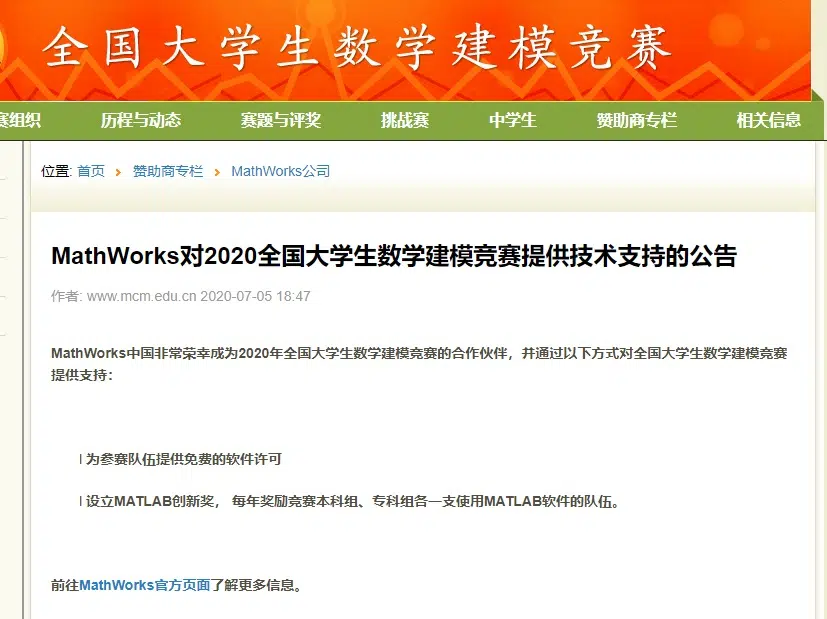 全国大学生数学建模竞赛
赛组织 历程与动态 赛题与评奖 挑战赛 中学生 赞助商专栏 相关信息
位置: 首页 › 赞助商专栏 › MathWorks公司
MathWorks对2020全国大学生数学建模竞赛提供技术支持的公告
作者: www.mcm.edu.cn 2020-07-05 18:47
MathWorks中国非常荣幸成为2020年全国大学生数学建模竞赛的合作伙伴，并通过以下方式对全国大学生数学建模竞赛
提供支持：
l 为参赛队伍提供免费的软件许可
l 设立MATLAB创新奖， 每年奖励竞赛本科组、专科组各一支使用MATLAB软件的队伍。
前往MathWorks官方页面了解更多信息。